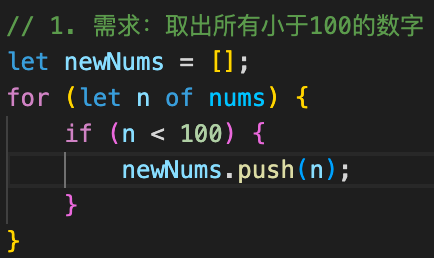 // 1. 需求：取出所有小于100的数字
let newNums = [];
for (let n of nums) {
    if (n < 100) {
        newNums.push(n);
    }
}